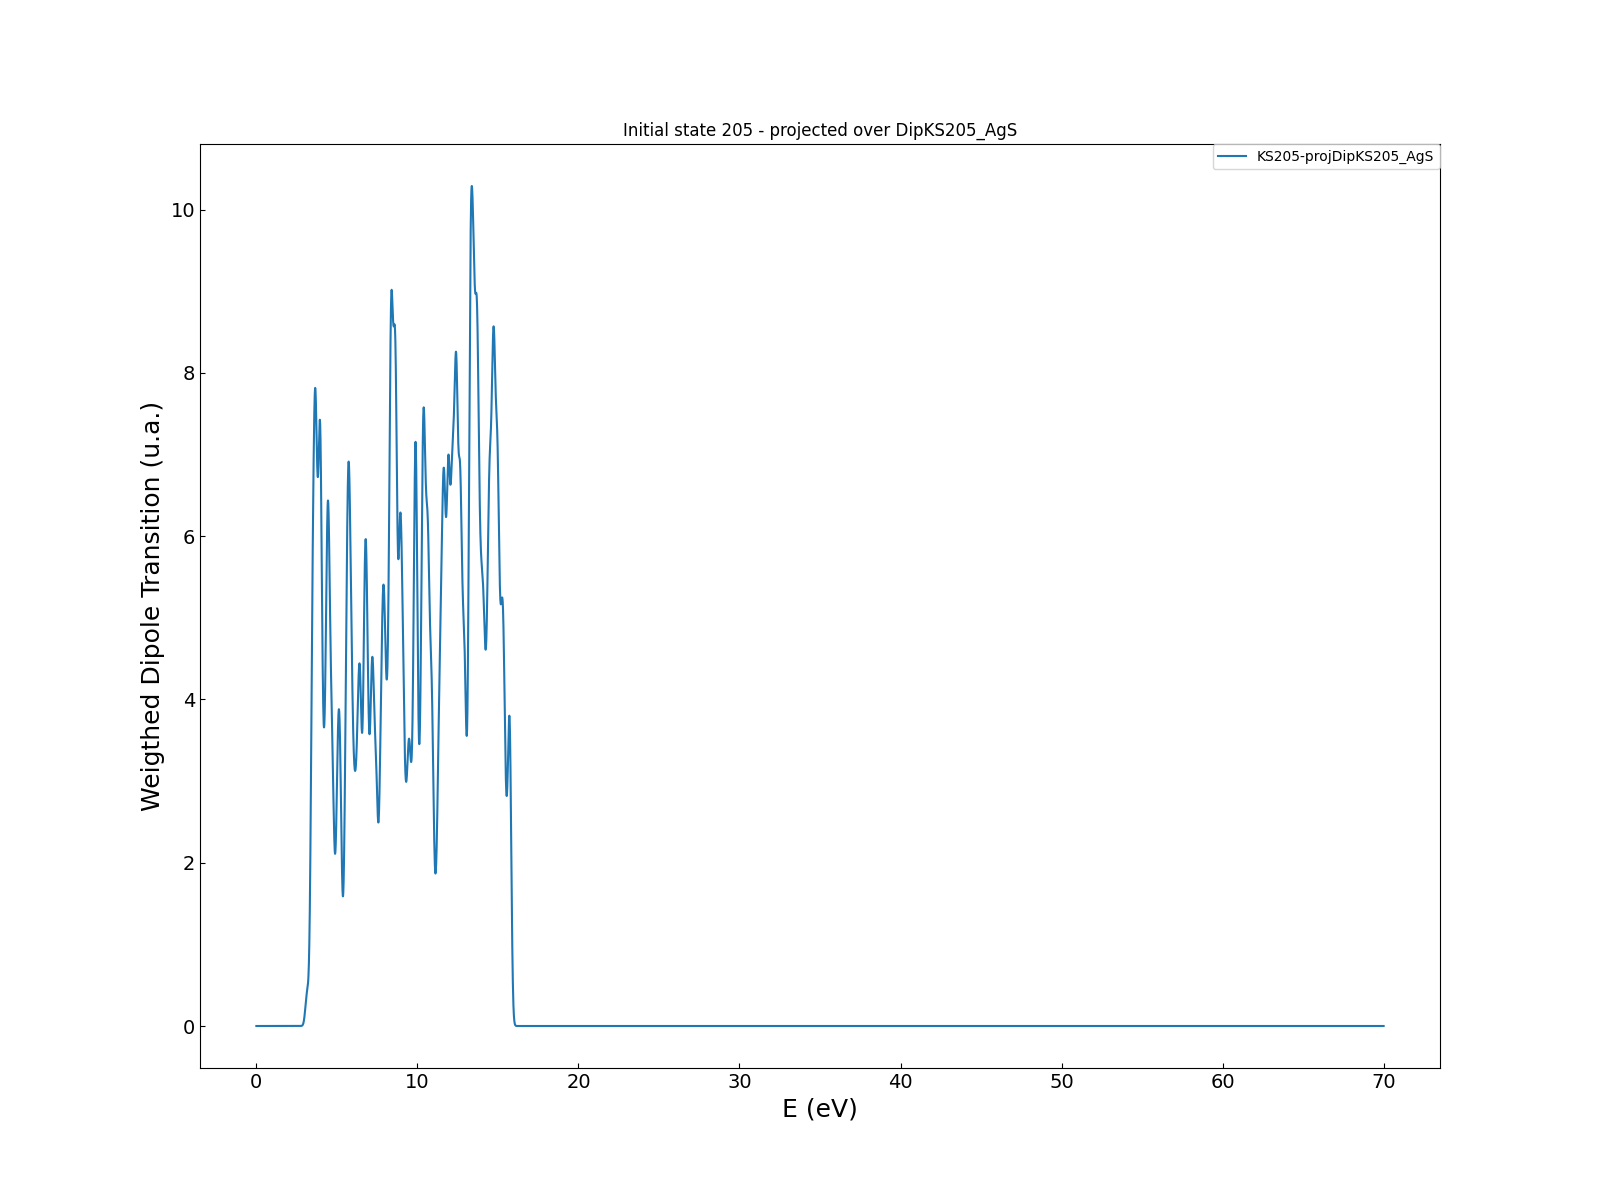 Initial state 205 - projected over DipKS205_AgS
KS205-projDipKS205_AgS
Weigthed Dipole Transition (u.a.)
10
8
6
4
2
0
0 10 20 30 40 50 60 70
E (eV)